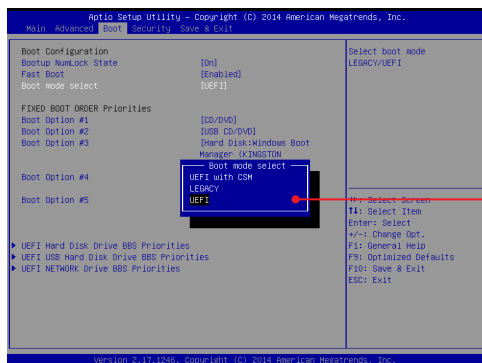 Aptio Setup Utility - Copyright (C) 2014 American Megatrends, Inc.
Main Advanced Boot Security Save & Exit
Boot Configuration
Bootup NumLock State [On]
Fast Boot [Enabled]
Boot mode select [UEFI]
FIXED BOOT ORDER Priorities
Boot Option #1 [CD/DVD]
Boot Option #2 [USB CD/DVD]
Boot Option #3 [Hard Disk:Windows Boot
Manager (KINGSTON
Boot Option #4
Boot Option #5
Boot mode select
UEFI with CSM
LEGACY
UEFI
UEFI Hard Disk Drive BBS Priorities
UEFI USB Hard Disk Drive BBS Priorities
UEFI NETWORK Drive BBS Priorities
Select boot mode
LEGACY/UEFI
↔: Select Screen
↑↓: Select Item
Enter: Select
+/-: Change Opt.
F1: General Help
F9: Optimized Defaults
F10: Save & Exit
ESC: Exit
Version 2.17.1246. Copyright (C) 2014 American Megatrends, Inc.